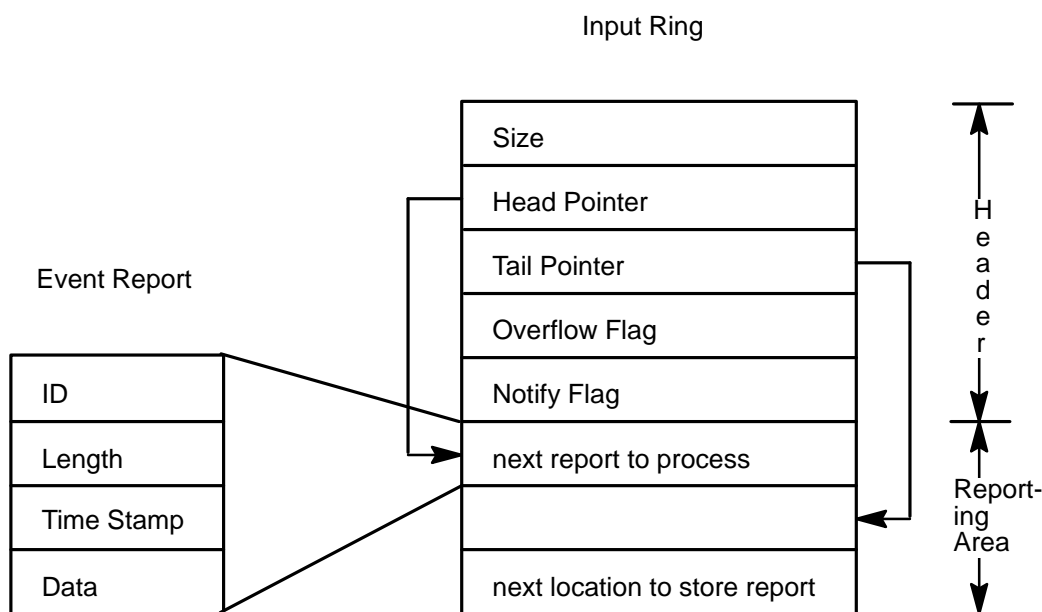 Input Ring
Size
Head Pointer
Tail Pointer
Overflow Flag
Notify Flag
next report to process
next location to store report
Event Report
ID
Length
Time Stamp
Data
Header
Report-
ing
Area